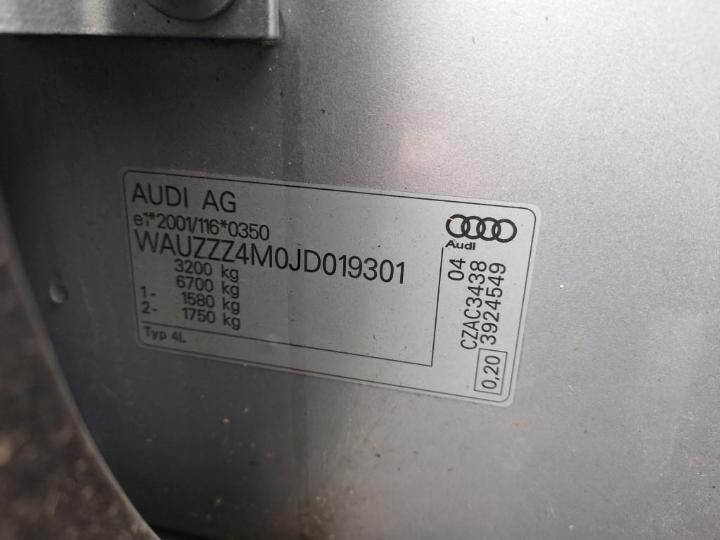 AUDI AG
e1*2001/116*0350
WAUZZZ4M0JD019301
3200 kg
6700 kg
1- 1580 kg
2- 1750 kg
Typ 4L
Audi
04
CZAC3438
3924549
0,20